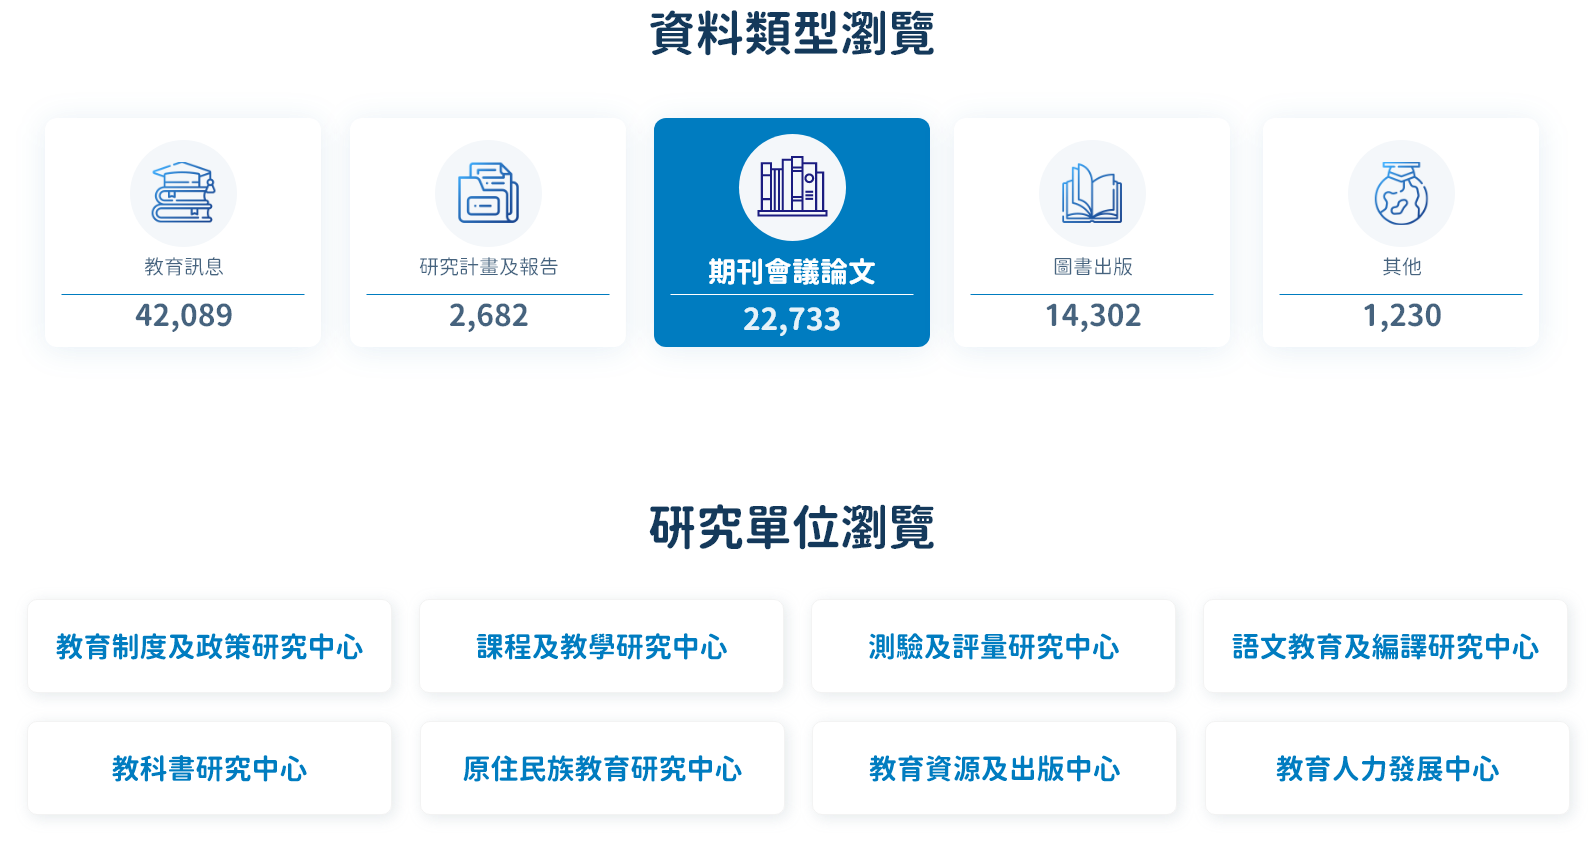 資料類型瀏覽
教育訊息
42,089
研究計畫及報告
2,682
期刊會議論文
22,733
圖書出版
14,302
其他
1,230
研究單位瀏覽
教育制度及政策研究中心
課程及教學研究中心
測驗及評量研究中心
語文教育及編譯研究中心
教科書研究中心
原住民族教育研究中心
教育資源及出版中心
教育人力發展中心